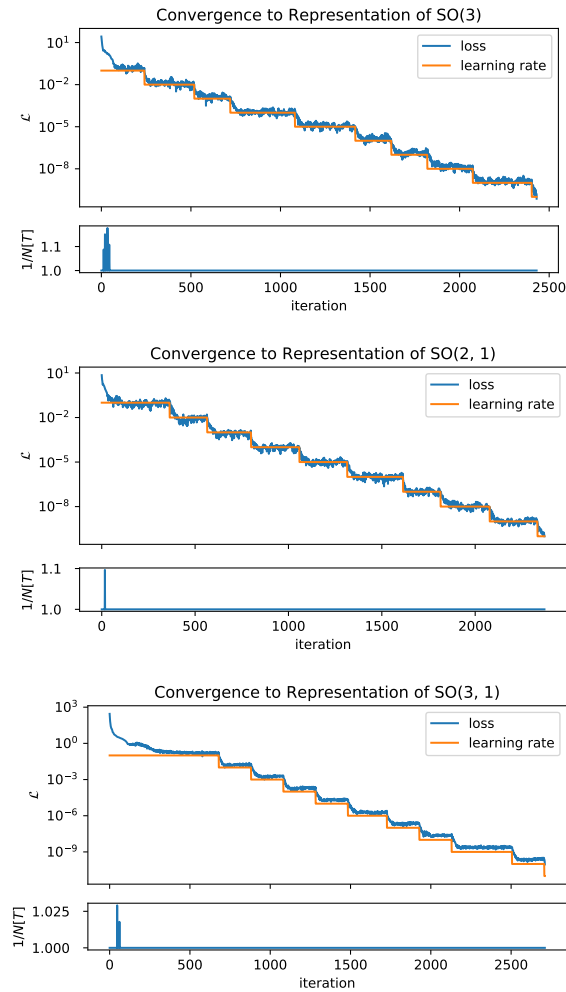 Convergence to Representation of SO(3)
10^1
10^-2
10^-5
10^-8
ℒ
loss
learning rate
1.1
1.0
1/N[T]
0 500 1000 1500 2000 2500
iteration
Convergence to Representation of SO(2, 1)
10^1
10^-2
10^-5
10^-8
ℒ
loss
learning rate
1.1
1.0
1/N[T]
0 500 1000 1500 2000
iteration
Convergence to Representation of SO(3, 1)
10^3
10^0
10^-3
10^-6
10^-9
ℒ
loss
learning rate
1.025
1.000
1/N[T]
0 500 1000 1500 2000 2500
iteration